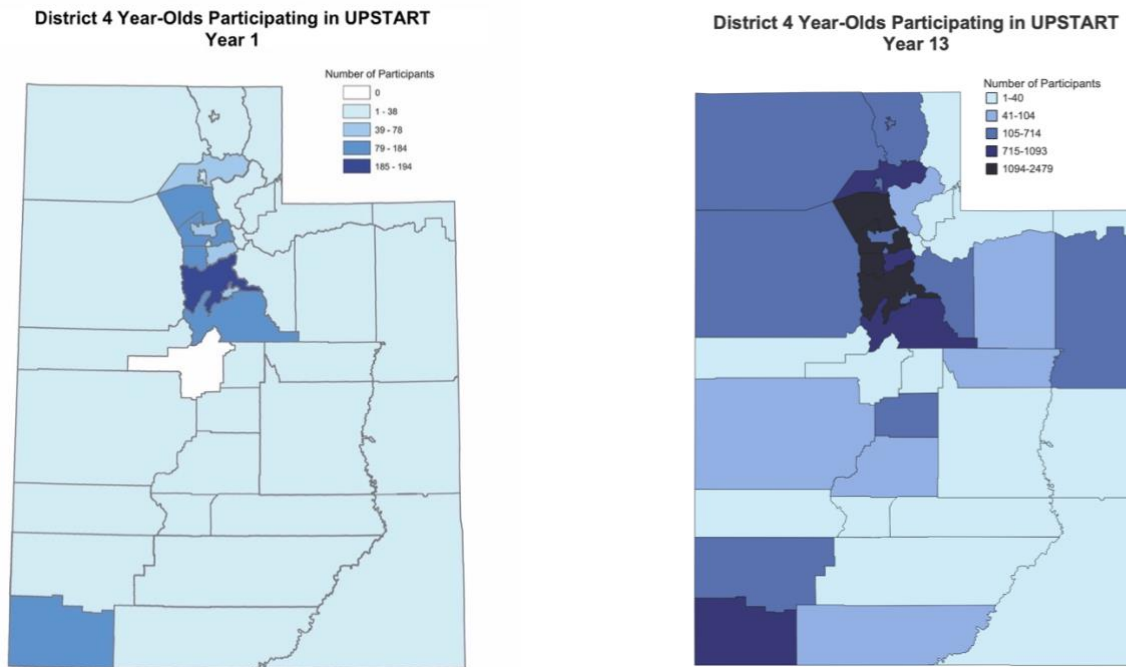 District 4 Year-Olds Participating in UPSTART
Year 1
Number of Participants
0
1 - 38
39 - 78
79 - 184
185 - 194
District 4 Year-Olds Participating in UPSTART
Year 13
Number of Participants
1-40
41-104
105-714
715-1093
1094-2479